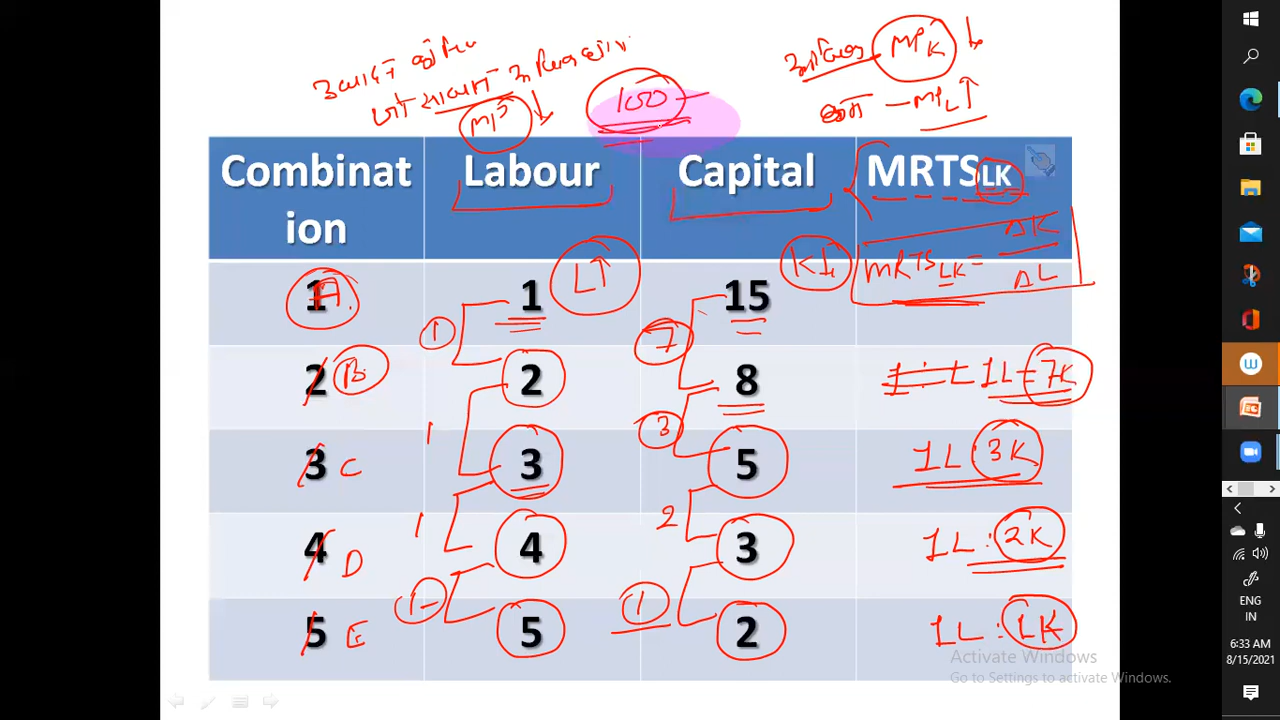 100
MPK ↓
MPL ↑
MP ↓
Combinat
ion
Labour
Capital
MRTSLK
MRTSLK = ΔK
ΔL
1 A
1
L↑
15
K↓
1
7
2 B
2
8
1L = 7K
1
3
3 C
3
5
1L : 3K
1
2
4 D
4
3
1L : 2K
1
1
5 E
5
2
1L : 1K
Activate Windows
Go to Settings to activate Windows.
ENG
IN
6:33 AM
8/15/2021